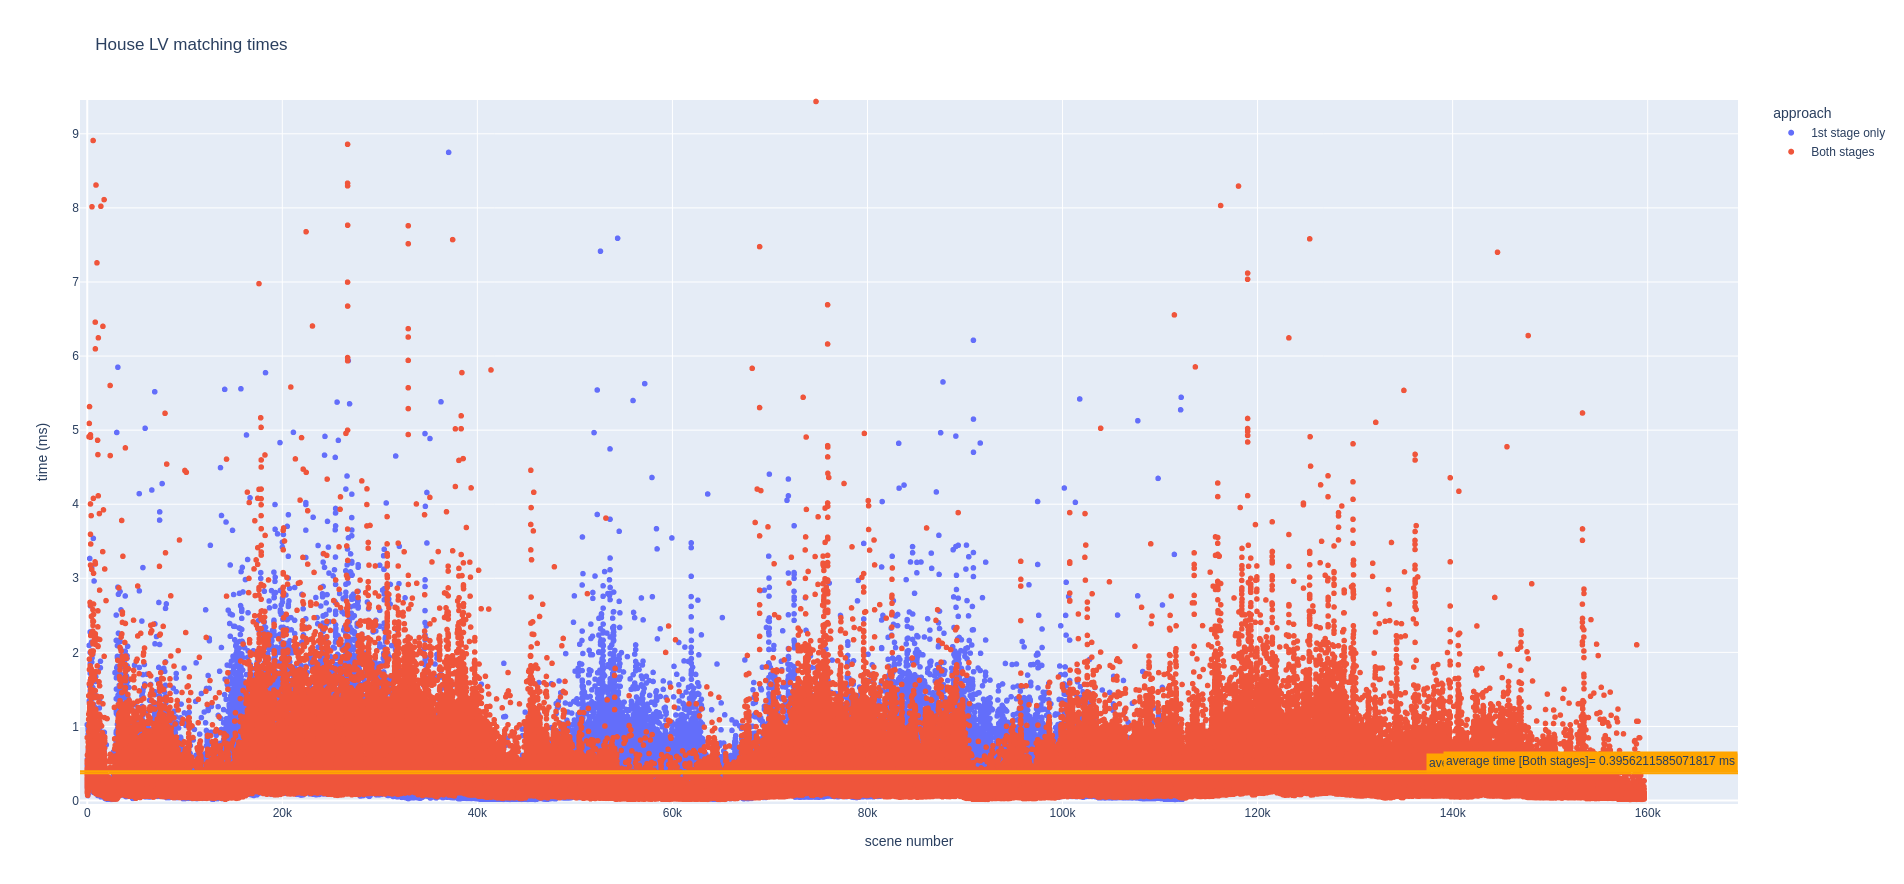 House LV matching times
approach
1st stage only
Both stages
time (ms)
9
8
7
6
5
4
3
2
1
0
average time [Both stages]= 0.3956211585071817 ms
0
20k
40k
60k
80k
100k
120k
140k
160k
scene number